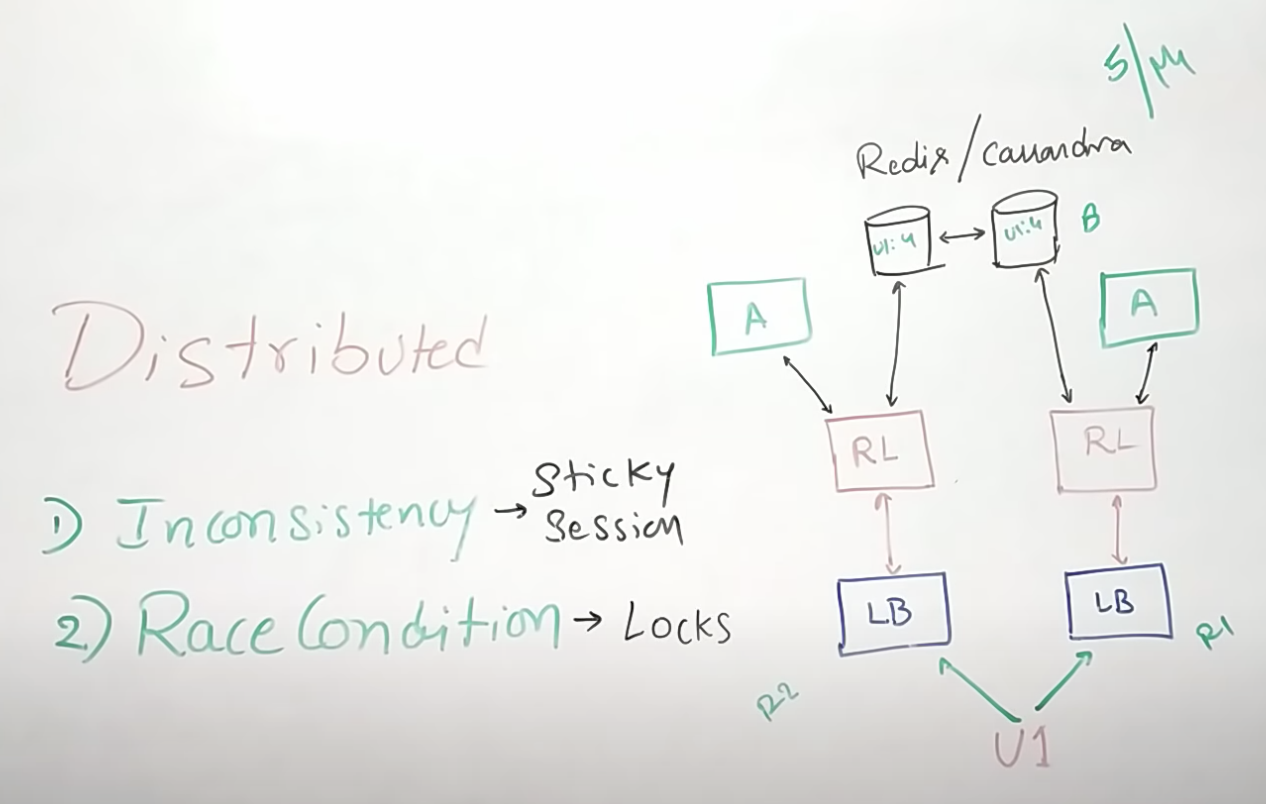 5/M
Redis/Cassandra
U1:4
U1:4
B
A
A
Distributed
RL
RL
1) Inconsistency → Sticky Session
2) Race Condition → Locks
LB
LB
R1
R2
U1